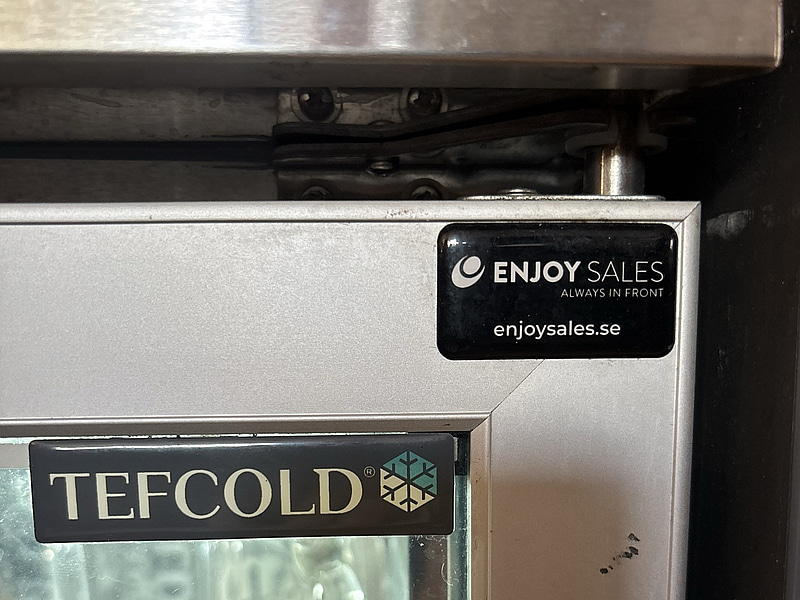 ENJOY SALES
ALWAYS IN FRONT
enjoysales.se
TEFCOLD®